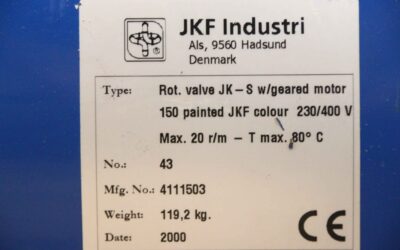 JKF Industri
Als, 9560 Hadsund
Denmark
Type: Rot. valve JK-S w/geared motor
150 painted JKF colour 230/400 V
Max. 20 r/m – T max. 80° C
No.: 43
Mfg. No.: 4111503
Weight: 119,2 kg.
Date: 2000
CE